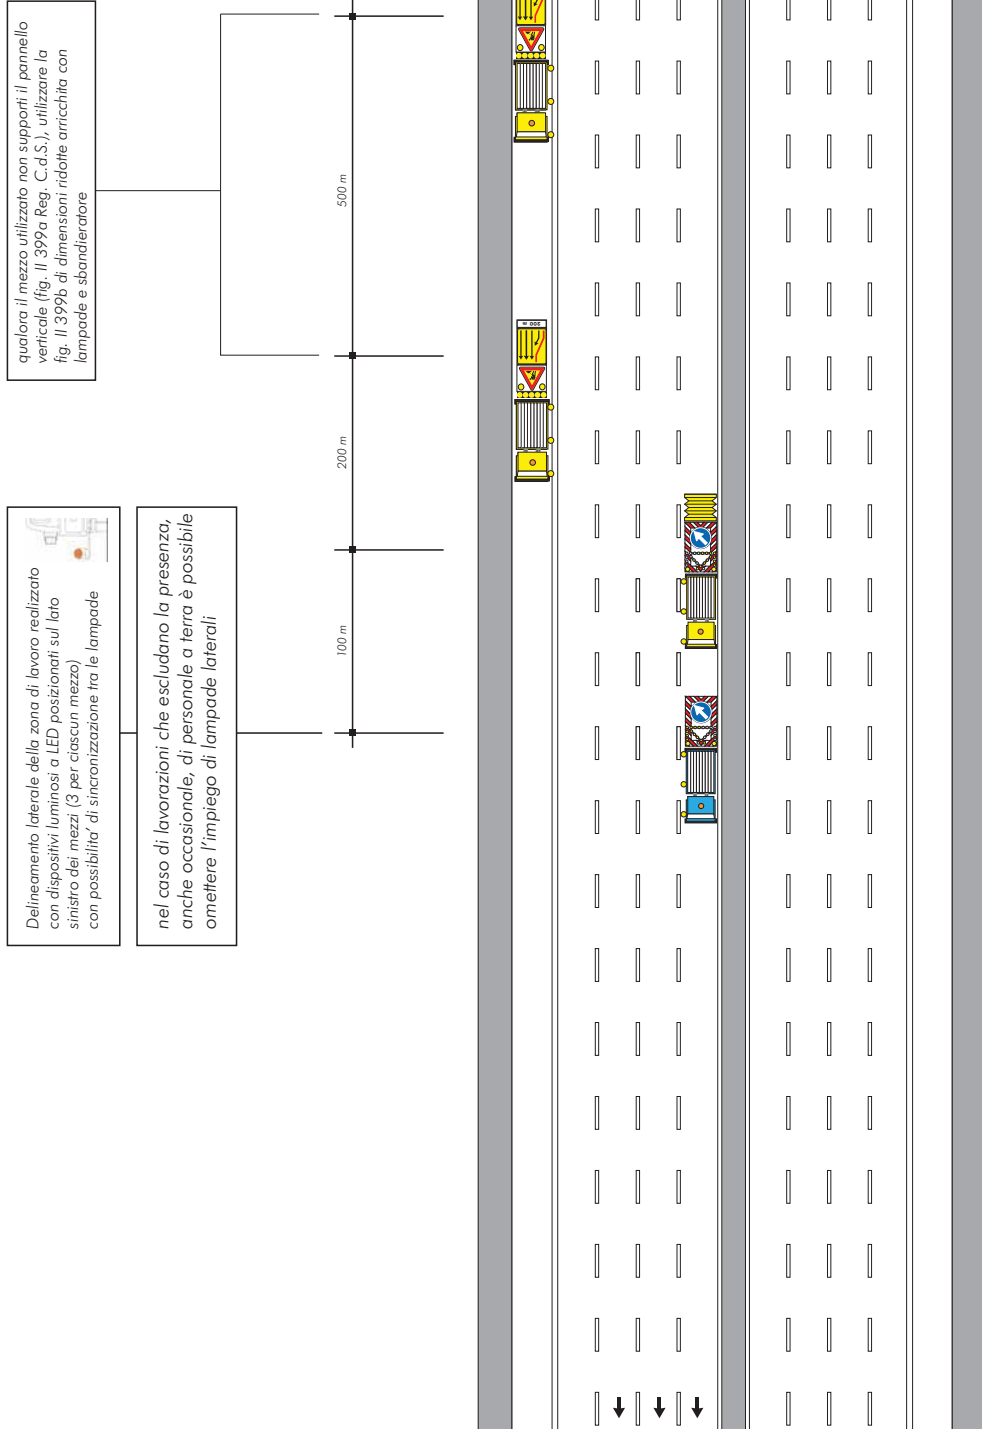 qualora il mezzo utilizzato non supporti il pannello
verticale (fig. II 399a Reg. C.d.S.), utilizzare la
fig. II 399b di dimensioni ridotte arricchita con
lampade e sbandieratore
Delineamento laterale della zona di lavoro realizzato
con dispositivi luminosi a LED posizionati sul lato
sinistro dei mezzi (3 per ciascun mezzo)
con possibilita' di sincronizzazione tra le lampade
nel caso di lavorazioni che escludano la presenza,
anche occasionale, di personale a terra è possibile
omettere l'impiego di lampade laterali
500 m
200 m
100 m
200 m